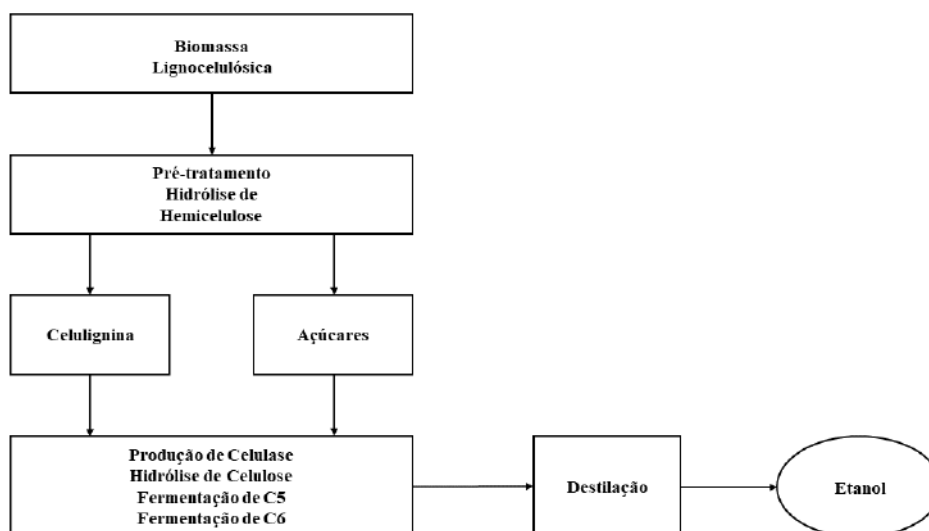 Biomassa
Lignocelulósica
Pré-tratamento
Hidrólise de
Hemicelulose
Celulignina
Açúcares
Produção de Celulase
Hidrólise de Celulose
Fermentação de C5
Fermentação de C6
Destilação
Etanol